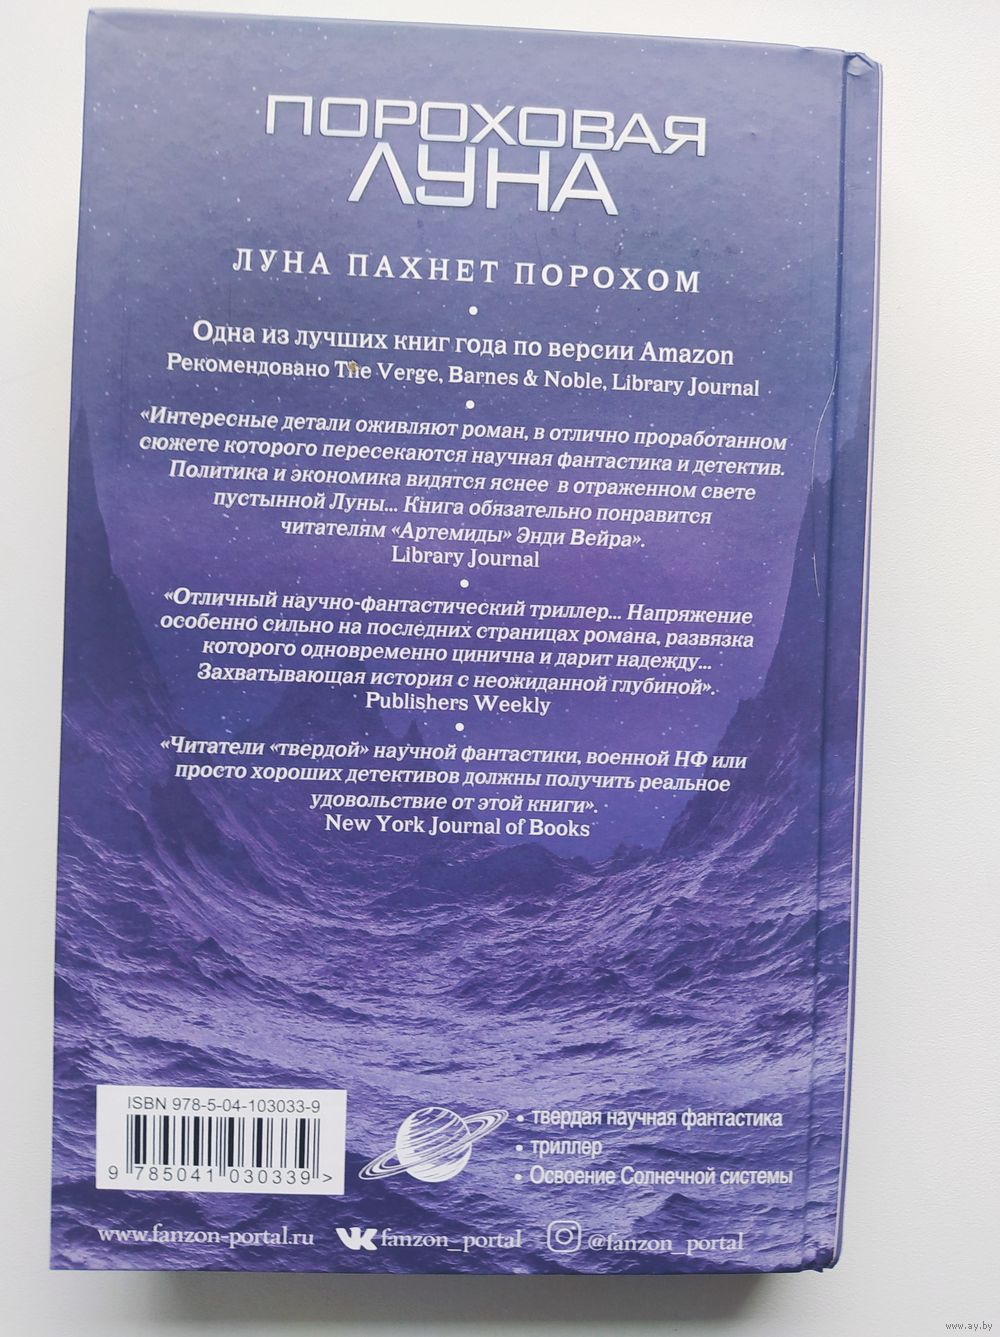 ПОРОХОВАЯ
ЛУНА
ЛУНА ПАХНЕТ ПОРОХОМ
•
Одна из лучших книг года по версии Amazon
Рекомендовано The Verge, Barnes & Noble, Library Journal
•
«Интересные детали оживляют роман, в отлично проработанном
сюжете которого пересекаются научная фантастика и детектив.
Политика и экономика видятся яснее в отраженном свете
пустынной Луны... Книга обязательно понравится
читателям «Артемиды» Энди Вейра».
Library Journal
•
«Отличный научно-фантастический триллер... Напряжение
особенно сильно на последних страницах романа, развязка
которого одновременно цинична и дарит надежду...
Захватывающая история с неожиданной глубиной».
Publishers Weekly
•
«Читатели «твердой» научной фантастики, военной НФ или
просто хороших детективов должны получить реальное
удовольствие от этой книги».
New York Journal of Books
ISBN 978-5-04-103033-9
9 785041 030339 >
• твердая научная фантастика
• триллер
• Освоение Солнечной системы
www.fanzon-portal.ru fanzon_portal @fanzon_portal
www.ay.by